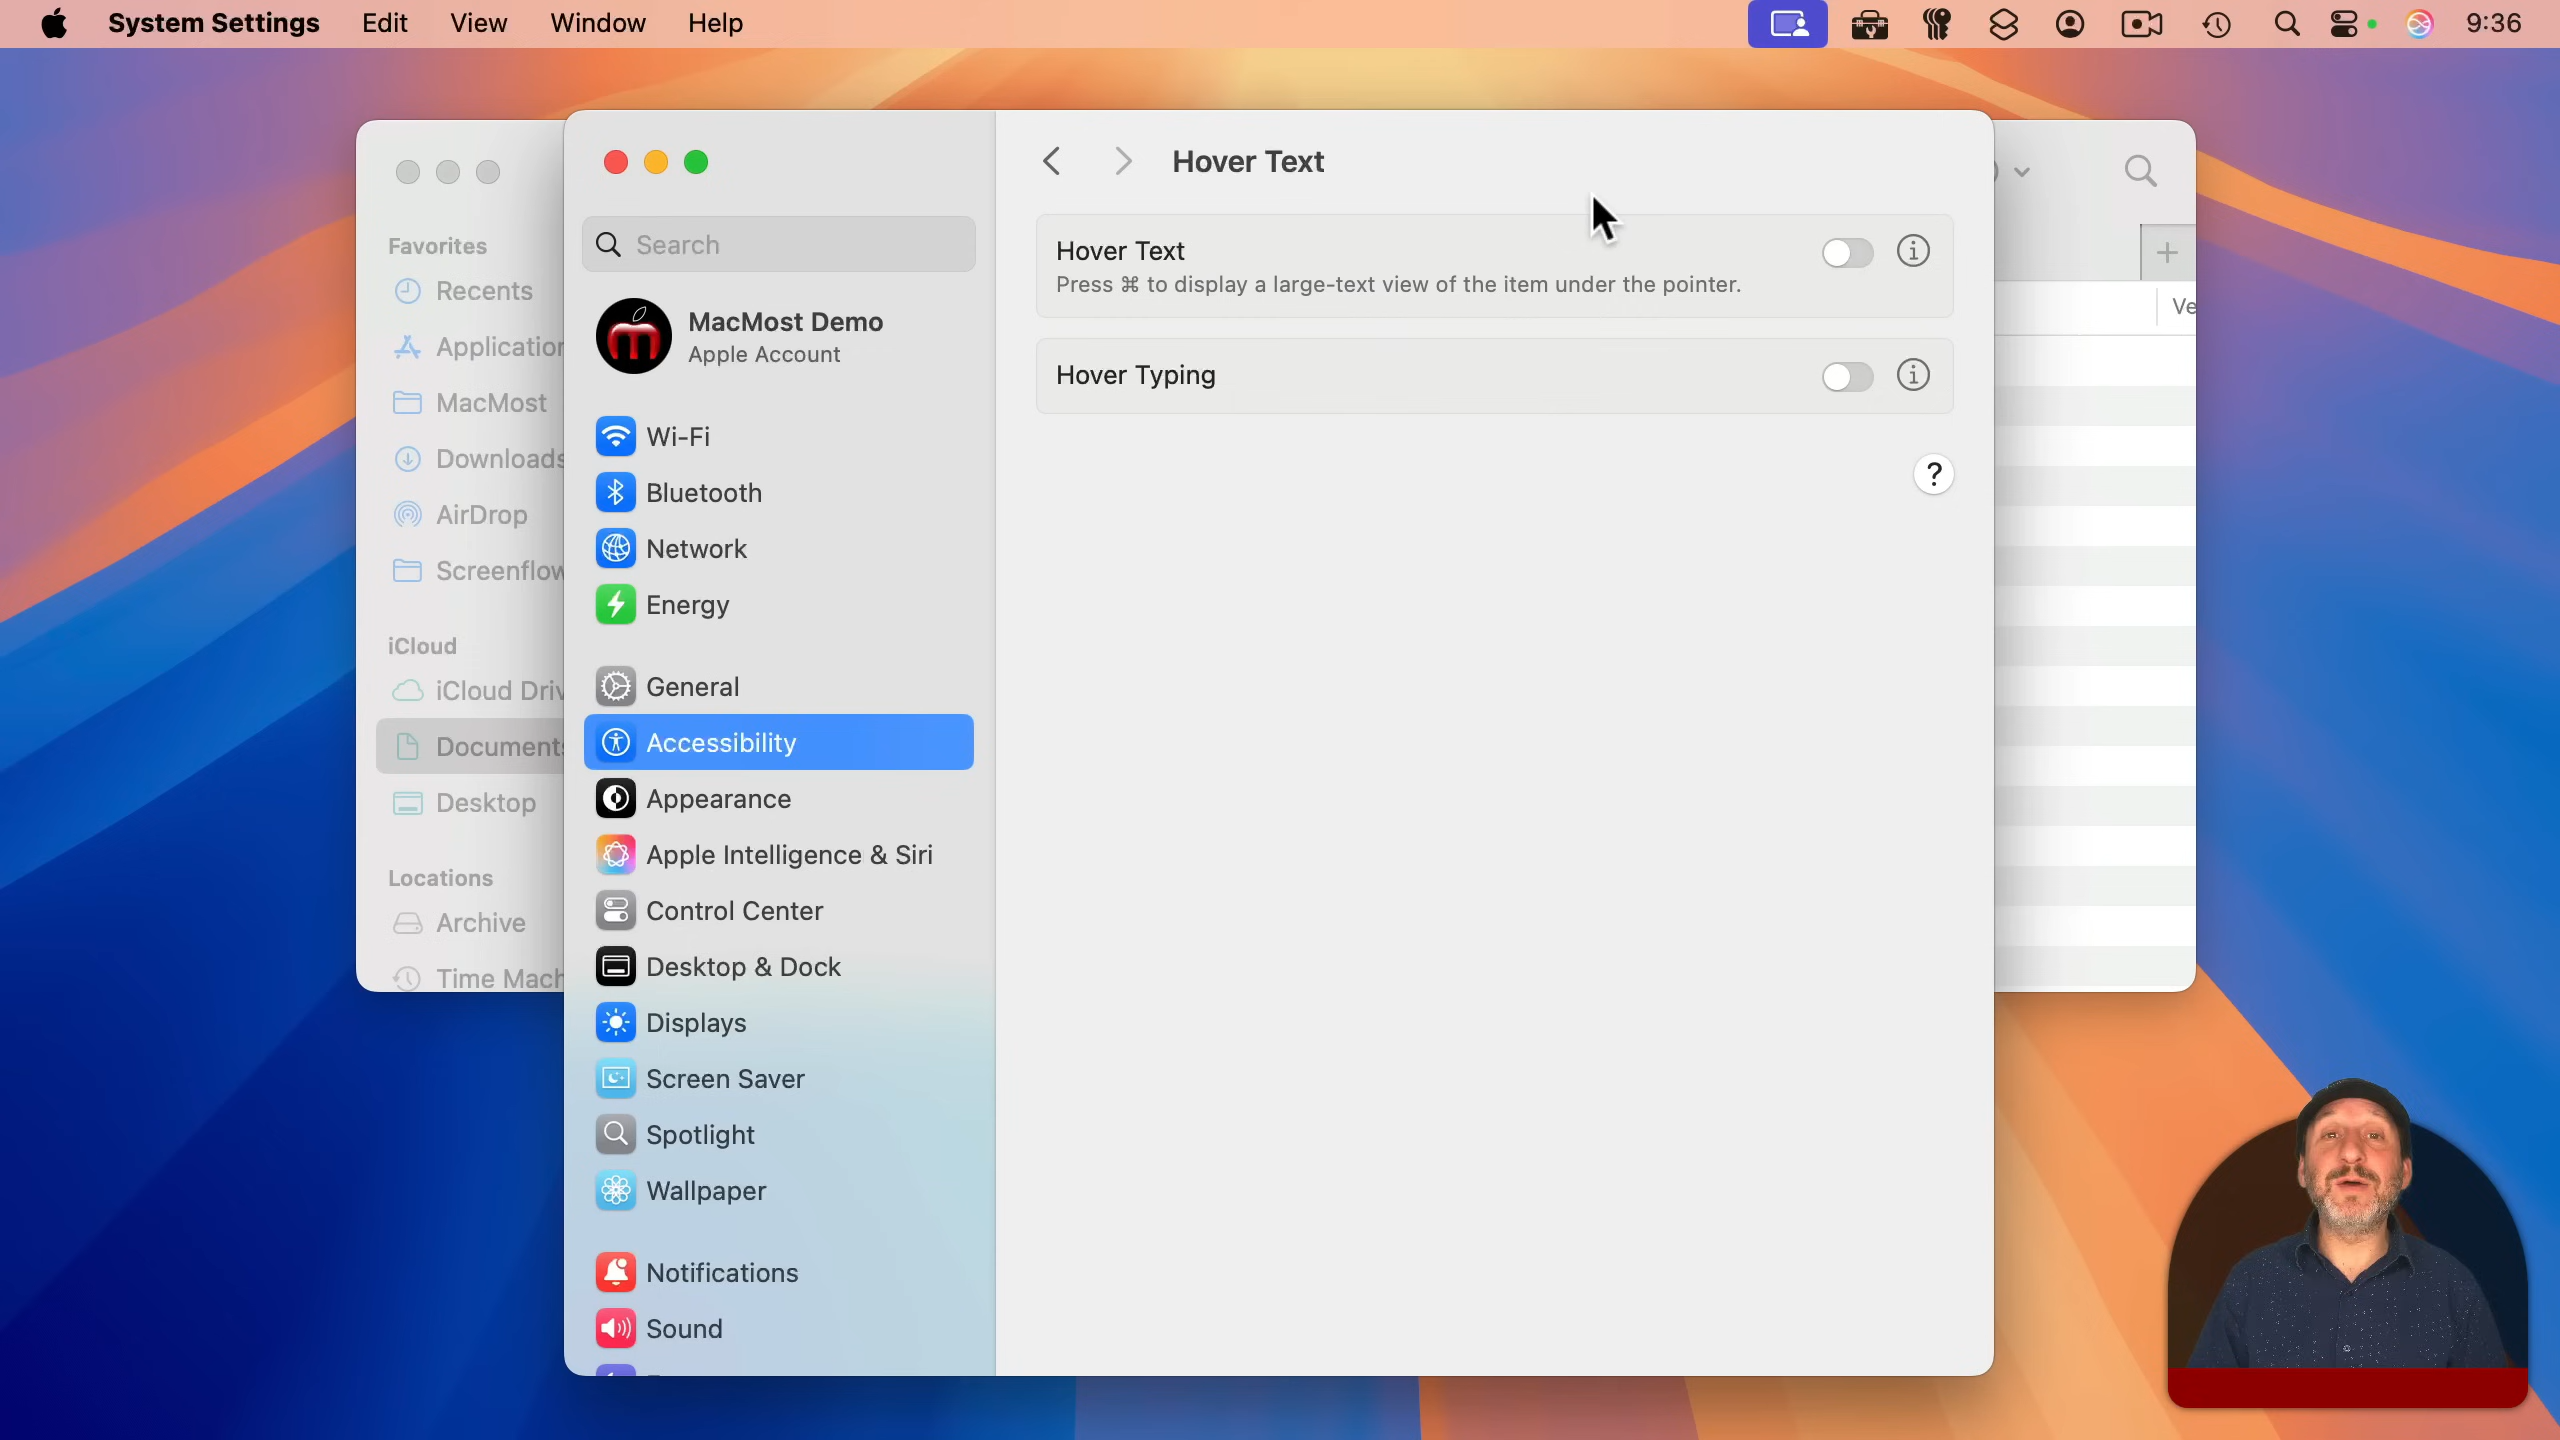 System Settings Edit View Window Help 9:36
Hover Text
Hover Text
Press ⌘ to display a large-text view of the item under the pointer.
Hover Typing
?
Search
MacMost Demo
Apple Account
Wi-Fi
Bluetooth
Network
Energy
General
Accessibility
Appearance
Apple Intelligence & Siri
Control Center
Desktop & Dock
Displays
Screen Saver
Spotlight
Wallpaper
Notifications
Sound
Favorites
Recents
Application
MacMost
Downloads
AirDrop
Screenflow
iCloud
iCloud Driv
Documents
Desktop
Locations
Archive
Time Mach
Ve